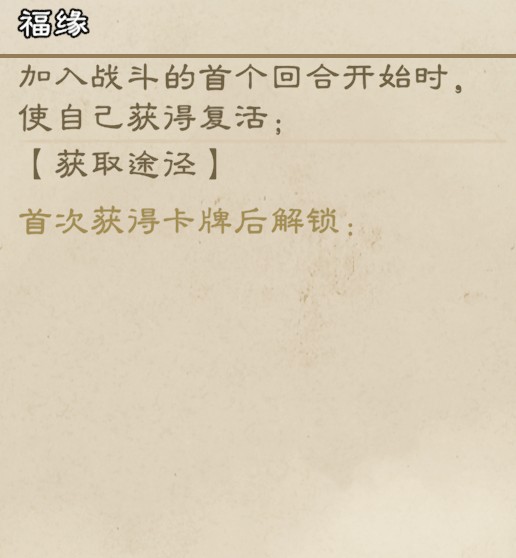 福缘
加入战斗的首个回合开始时，
使自己获得复活；
【获取途径】
首次获得卡牌后解锁；